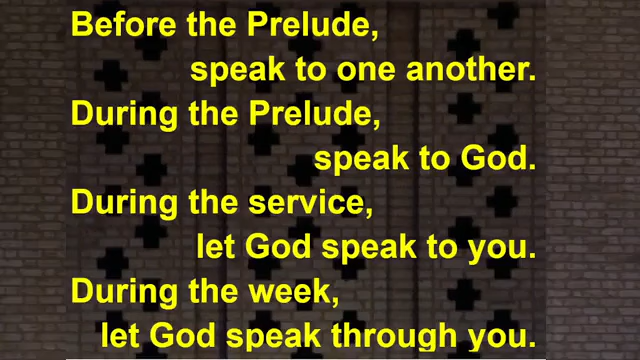 Before the Prelude,
speak to one another.
During the Prelude,
speak to God.
During the service,
let God speak to you.
During the week,
let God speak through you.